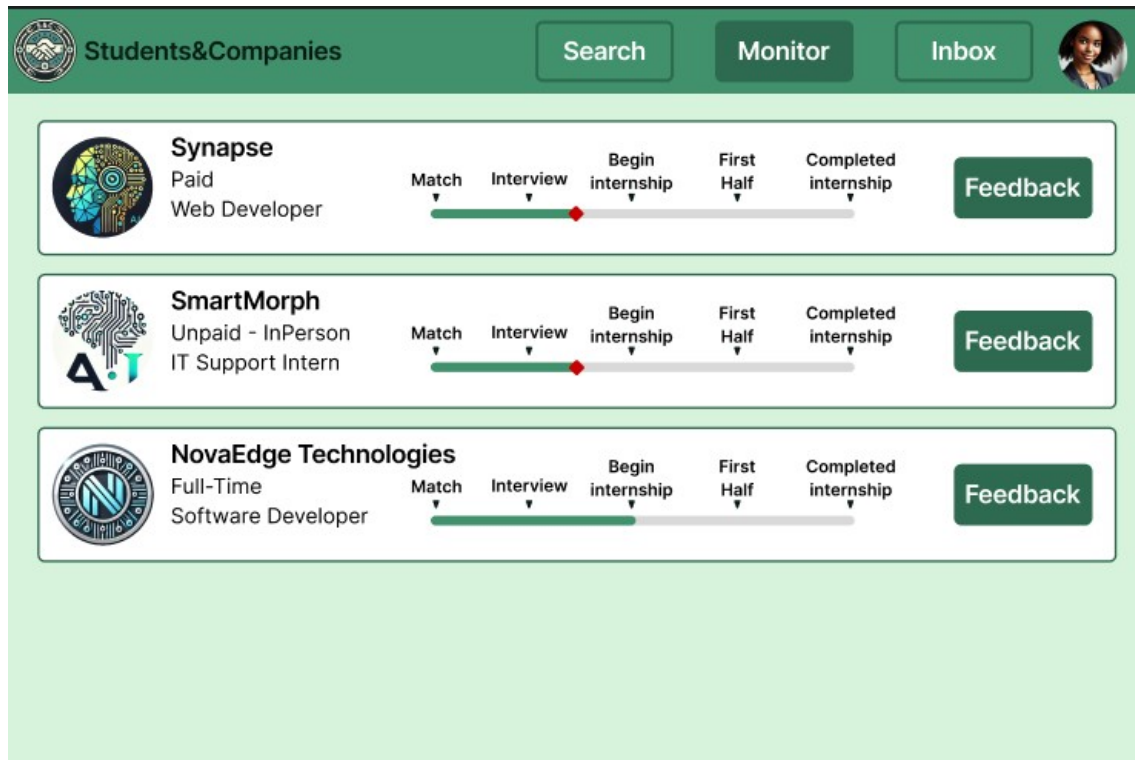 Students&Companies
Search
Monitor
Inbox
Synapse
Paid
Web Developer
Match
Interview
Begin
internship
First
Half
Completed
internship
Feedback
SmartMorph
Unpaid - InPerson
IT Support Intern
Match
Interview
Begin
internship
First
Half
Completed
internship
Feedback
A.I
NovaEdge Technologies
Full-Time
Software Developer
Match
Interview
Begin
internship
First
Half
Completed
internship
Feedback
N